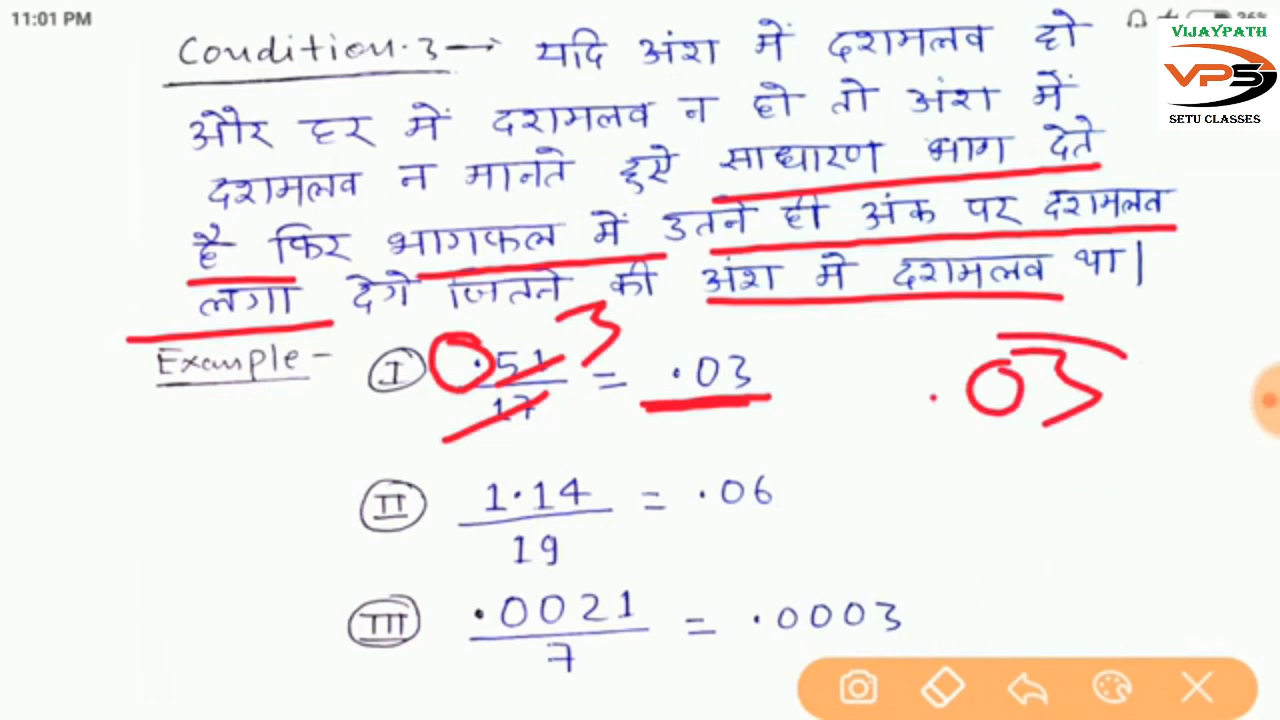 11:01 PM
36%
VIJAYPATH
VPS
SETU CLASSES
Condition.3 → यदि अंश में दशमलव हो
और हर में दशमलव न हो तो अंश में
दशमलव न मानते हुऐ साधारण भाग देते
है फिर भागफल में उतने ही अंक पर दशमलव
लगा देगे जितने की अंश मे दशमलव था|
Example -
I .51/17 = .03
3
0
.03
II 1.14/19 = .06
III .0021/7 = .0003